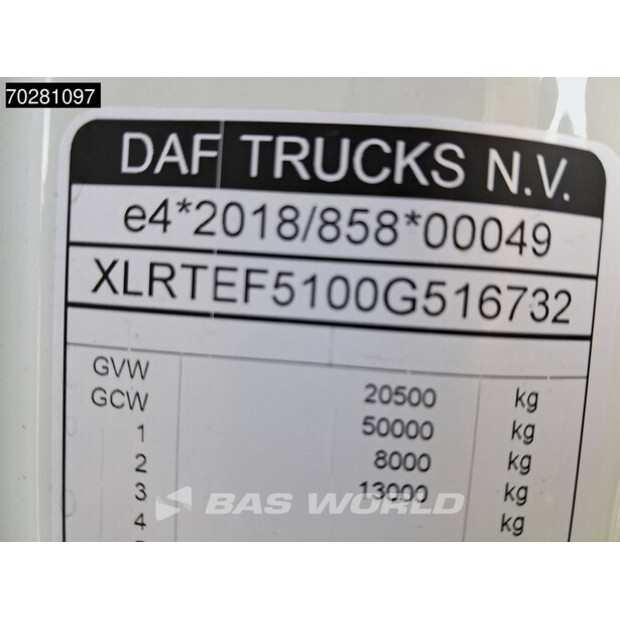 70281097
DAF TRUCKS N.V.
e4*2018/858*00049
XLRTEF5100G516732
GVW 20500 kg
GCW 50000 kg
1 8000 kg
2 13000 kg
3 kg
4
BAS WORLD